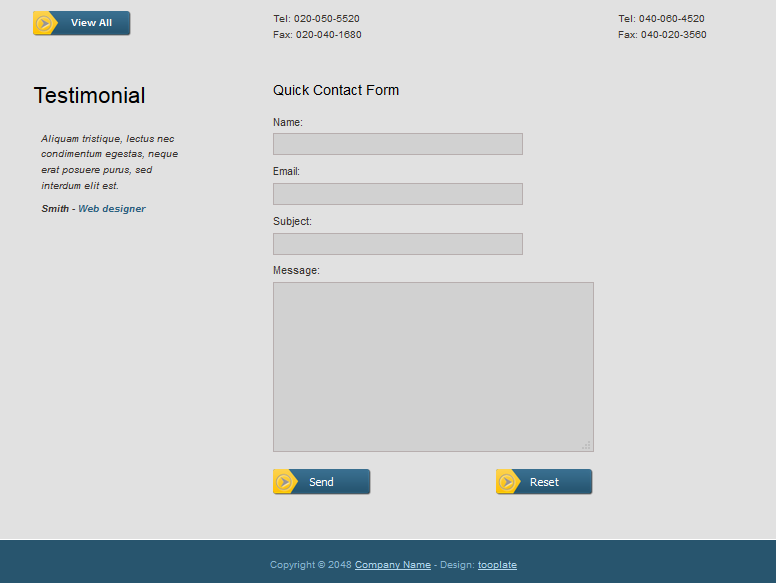 View All
Tel: 020-050-5520
Fax: 020-040-1680
Tel: 040-060-4520
Fax: 040-020-3560
Testimonial
Aliquam tristique, lectus nec
condimentum egestas, neque
erat posuere purus, sed
interdum elit est.
Smith - Web designer
Quick Contact Form
Name:
Email:
Subject:
Message:
Send
Reset
Copyright © 2048 Company Name - Design: tooplate